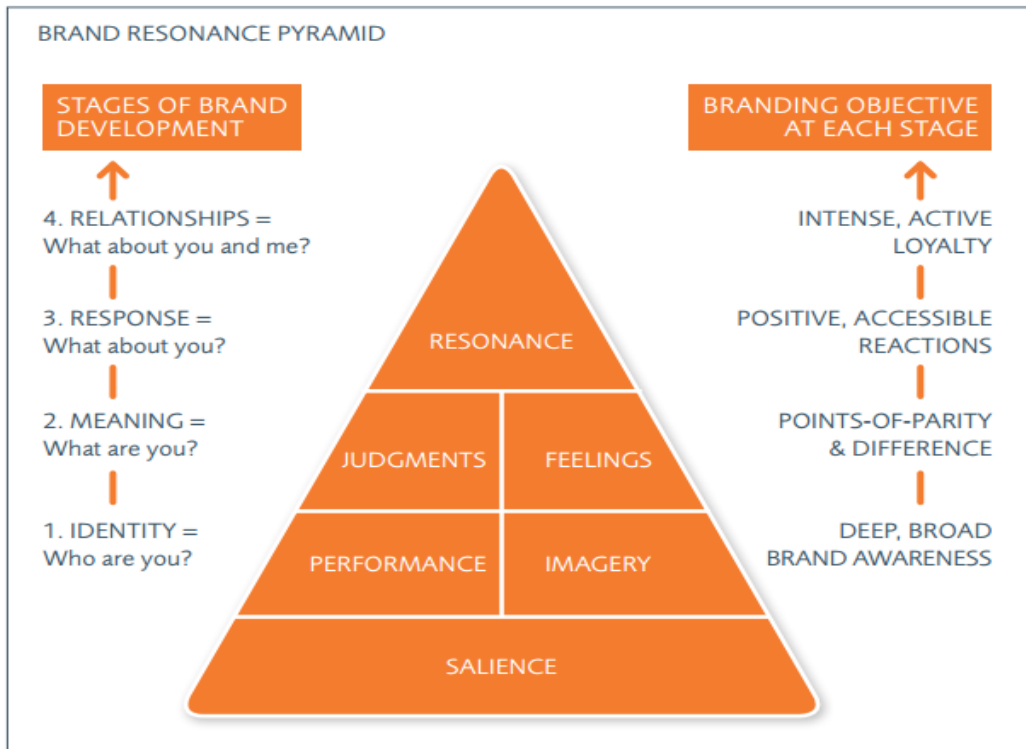 BRAND RESONANCE PYRAMID
STAGES OF BRAND
DEVELOPMENT
4. RELATIONSHIPS =
What about you and me?
3. RESPONSE =
What about you?
2. MEANING =
What are you?
1. IDENTITY =
Who are you?
RESONANCE
JUDGMENTS
FEELINGS
PERFORMANCE
IMAGERY
SALIENCE
BRANDING OBJECTIVE
AT EACH STAGE
INTENSE, ACTIVE
LOYALTY
POSITIVE, ACCESSIBLE
REACTIONS
POINTS-OF-PARITY
& DIFFERENCE
DEEP, BROAD
BRAND AWARENESS